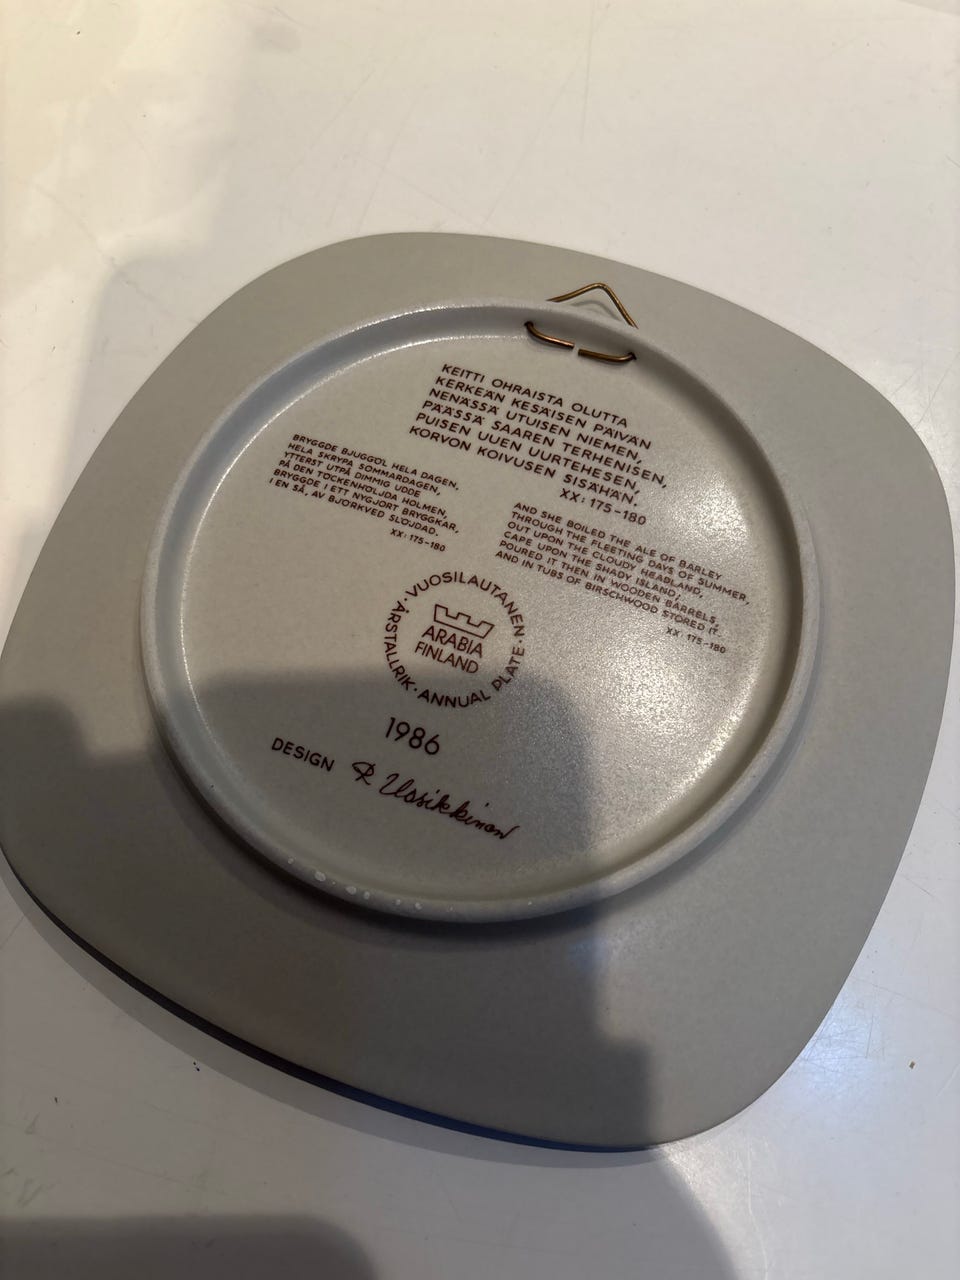 KEITTI OHRAISTA OLUTTA
KERKEÄN KESÄISEN PÄIVÄN
NENÄSSÄ UTUISEN NIEMEN,
PÄÄSSÄ SAAREN TERHENISEN,
PUISEN UUEN UURTEHESEN,
KORVON KOIVUSEN SISÄHÄN,
XX: 175-180
BRYGGDE BJUGGÖL HELA DAGEN,
HELA SKRYPA SOMMARDAGEN,
YTTERST UTPÅ DIMMIG UDDE
PÅ DEN TÖCKENHÖLJDA HOLMEN,
BRYGGDE I ETT NYGJORT BRYGGKAR,
I EN SÅ, AV BJÖRKVED SLÖJDAD.
XX: 175-180
AND SHE BOILED THE ALE OF BARLEY
THROUGH THE FLEETING DAYS OF SUMMER,
OUT UPON THE CLOUDY HEADLAND,
CAPE UPON THE SHADY ISLAND;
POURED IT THEN IN WOODEN BARRELS,
AND IN TUBS OF BIRSCHWOOD STORED IT.
XX: 175-180
· VUOSILAUTANEN · ANNUAL PLATE · ÅRSTALLRIK
ARABIA
FINLAND
1986
DESIGN R Uosikkinen